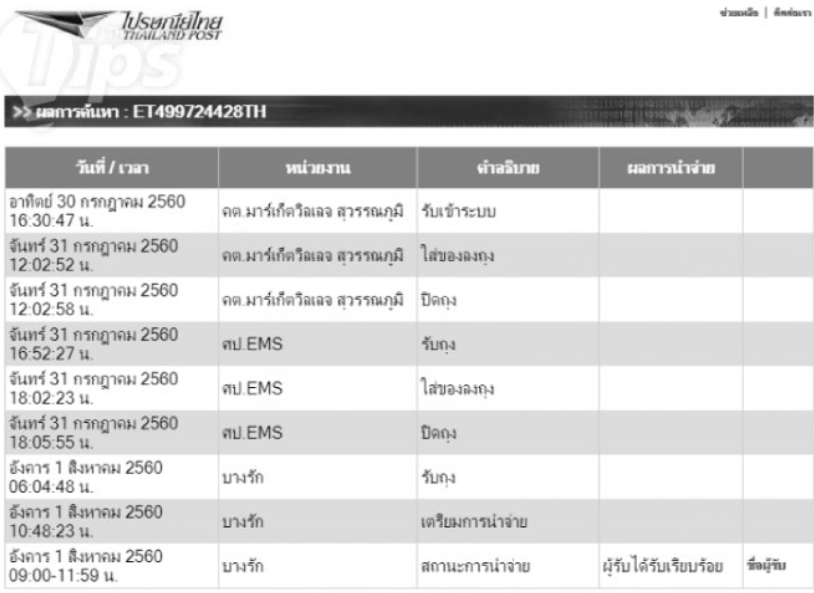 ไปรษณีย์ไทย
THAILAND POST
ช่วยเหลือ | ติดต่อเรา
Tips
>> ผลการค้นหา : ET499724428TH
วันที่ / เวลา หน่วยงาน คำอธิบาย ผลการนำจ่าย
อาทิตย์ 30 กรกฎาคม 2560
16:30:47 น. คต.มาร์เก็ตวิลเลจ สุวรรณภูมิ รับเข้าระบบ
จันทร์ 31 กรกฎาคม 2560
12:02:52 น. คต.มาร์เก็ตวิลเลจ สุวรรณภูมิ ใส่ของลงถุง
จันทร์ 31 กรกฎาคม 2560
12:02:58 น. คต.มาร์เก็ตวิลเลจ สุวรรณภูมิ ปิดถุง
จันทร์ 31 กรกฎาคม 2560
16:52:27 น. ศป.EMS รับถุง
จันทร์ 31 กรกฎาคม 2560
18:02:23 น. ศป.EMS ใส่ของลงถุง
จันทร์ 31 กรกฎาคม 2560
18:05:55 น. ศป.EMS ปิดถุง
อังคาร 1 สิงหาคม 2560
06:04:48 น. บางรัก รับถุง
อังคาร 1 สิงหาคม 2560
10:48:23 น. บางรัก เตรียมการนำจ่าย
อังคาร 1 สิงหาคม 2560
09:00-11:59 น. บางรัก สถานะการนำจ่าย ผู้รับได้รับเรียบร้อย ชื่อผู้รับ